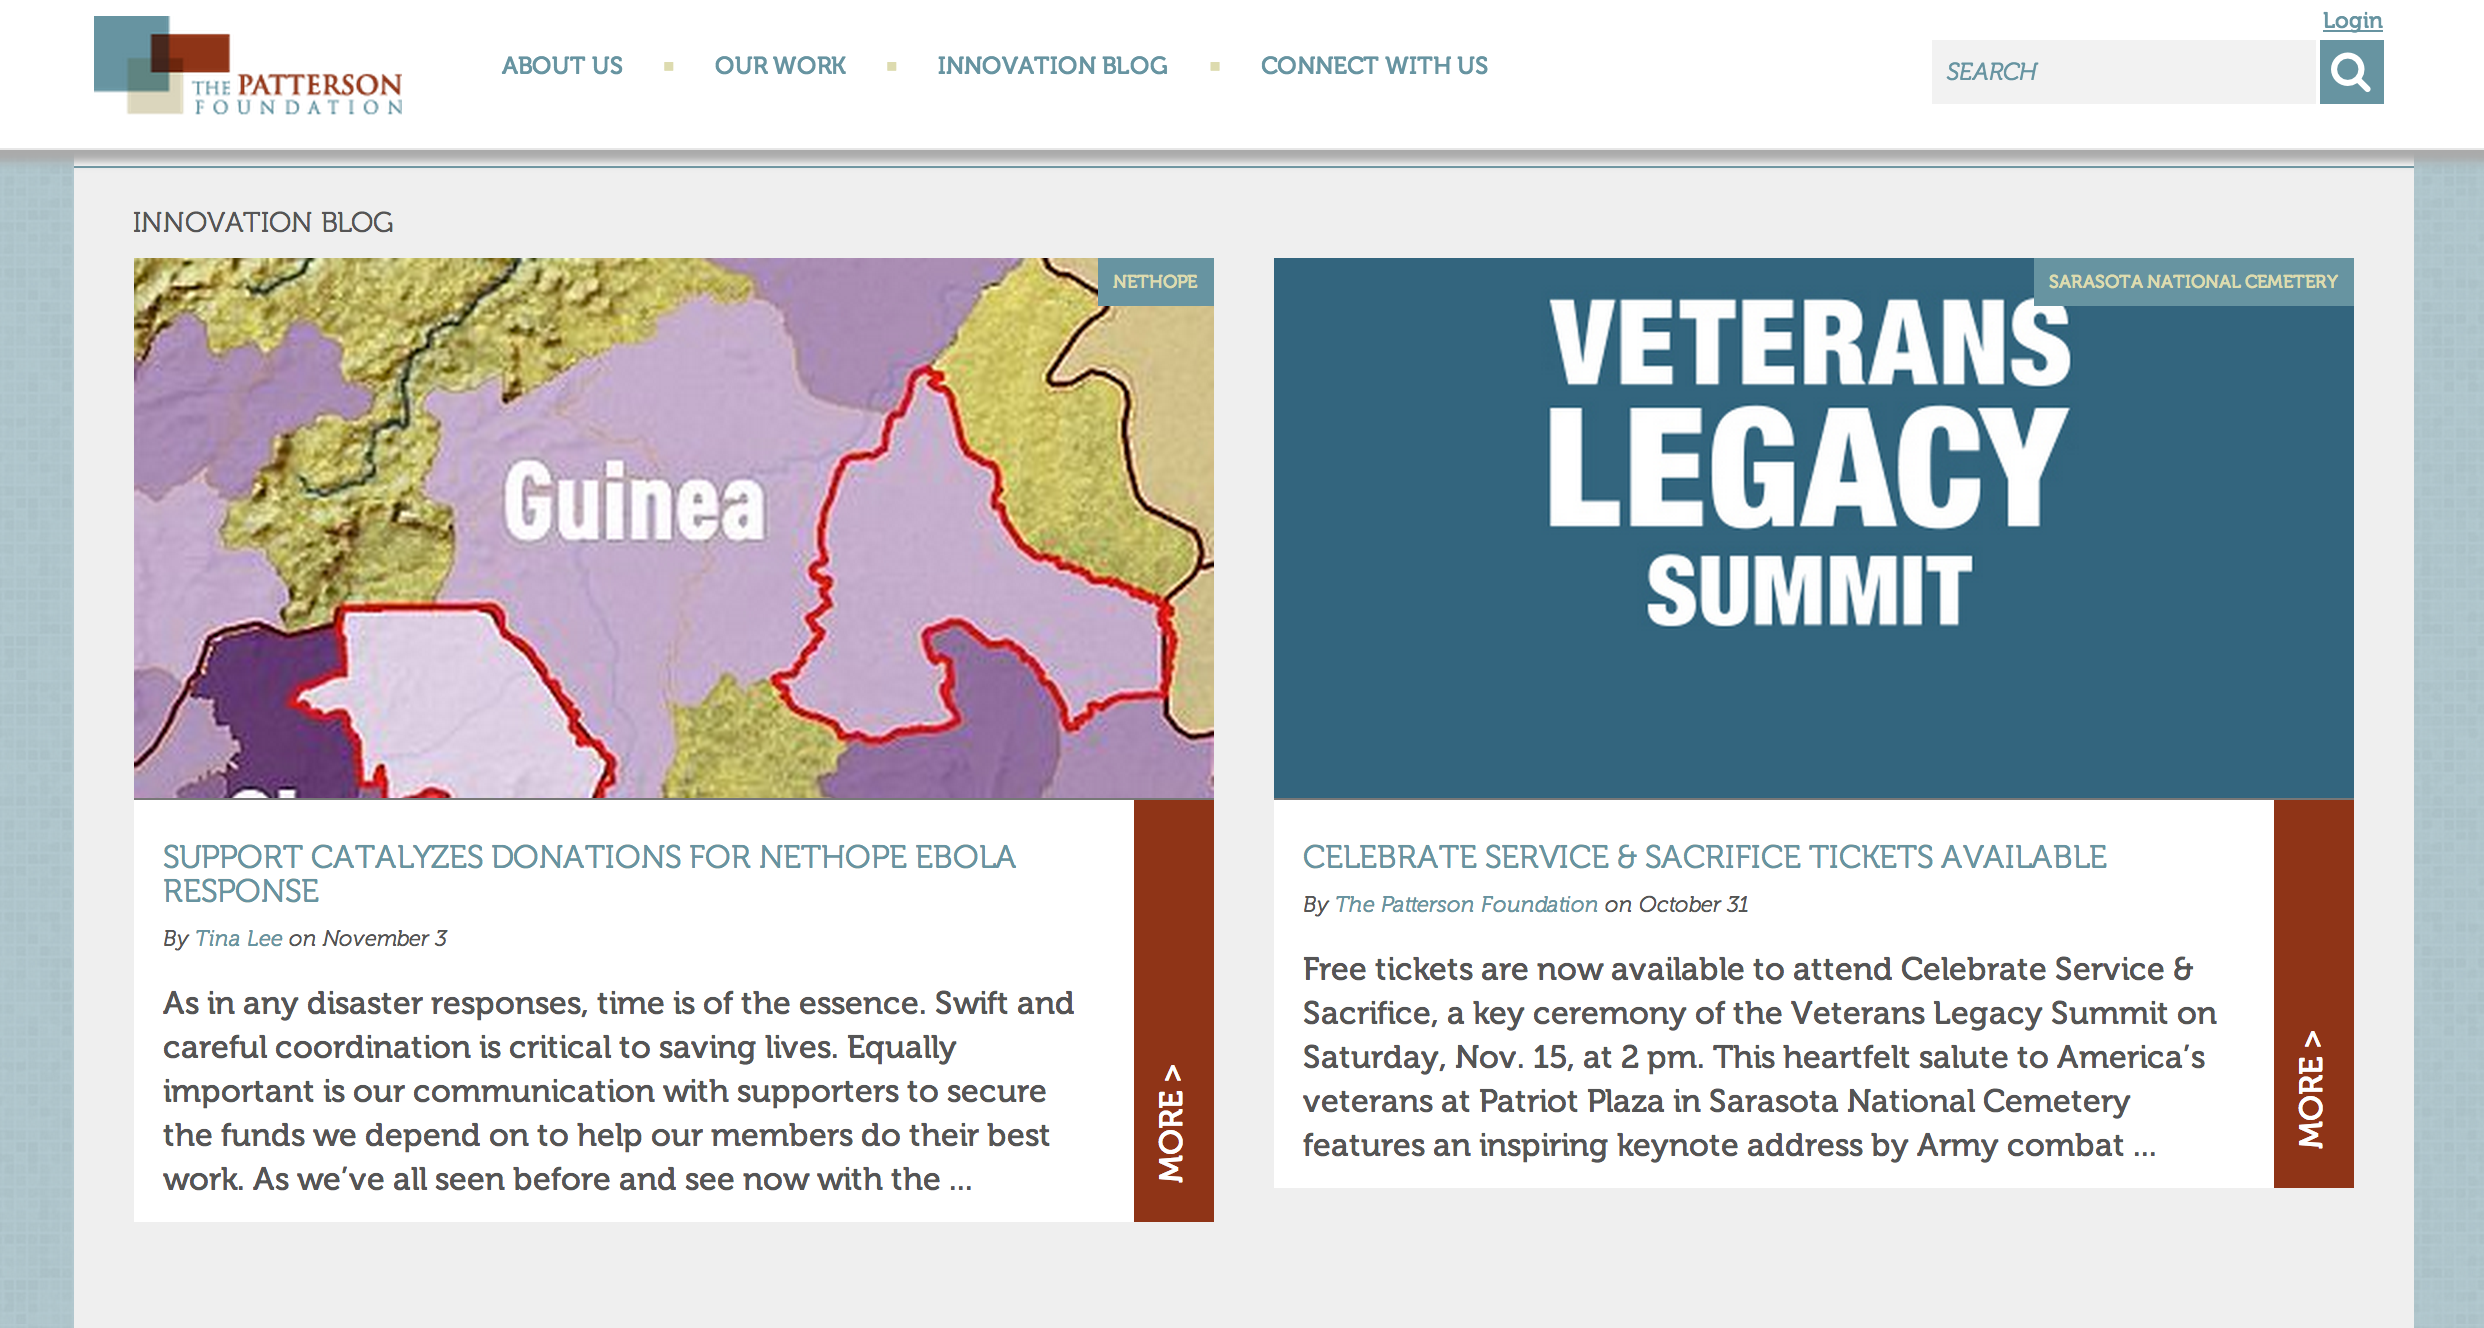 Login
THE PATTERSON
FOUNDATION
ABOUT US
OUR WORK
INNOVATION BLOG
CONNECT WITH US
SEARCH
INNOVATION BLOG
NETHOPE
Guinea
SUPPORT CATALYZES DONATIONS FOR NETHOPE EBOLA
RESPONSE
By Tina Lee on November 3
As in any disaster responses, time is of the essence. Swift and
careful coordination is critical to saving lives. Equally
important is our communication with supporters to secure
the funds we depend on to help our members do their best
work. As we’ve all seen before and see now with the ...
MORE >
SARASOTA NATIONAL CEMETERY
VETERANS
LEGACY
SUMMIT
CELEBRATE SERVICE & SACRIFICE TICKETS AVAILABLE
By The Patterson Foundation on October 31
Free tickets are now available to attend Celebrate Service &
Sacrifice, a key ceremony of the Veterans Legacy Summit on
Saturday, Nov. 15, at 2 pm. This heartfelt salute to America’s
veterans at Patriot Plaza in Sarasota National Cemetery
features an inspiring keynote address by Army combat ...
MORE >